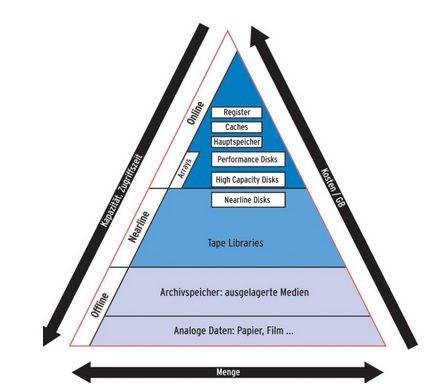 Online
Register
Caches
Hauptspeicher
Arrays
Performance Disks
High Capacity Disks
Nearline Disks
Kapazität, Zugriffszeit
Kosten / GB
Nearline
Tape Libraries
Offline
Archivspeicher: ausgelagerte Medien
Analoge Daten: Papier, Film ...
Menge